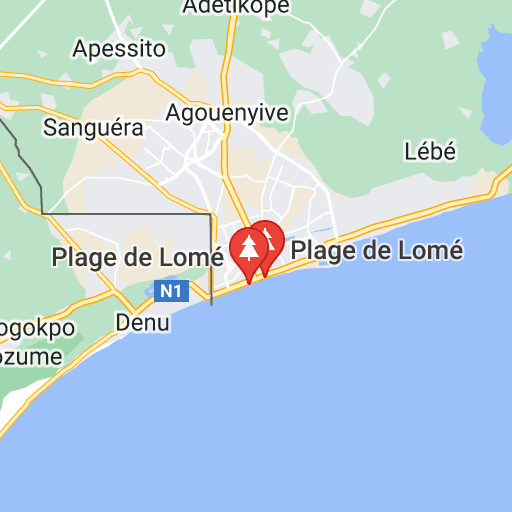 Adetikope
Apessito
Agouenyive
Sanguéra
Lébé
Plage de Lomé
Plage de Lomé
N1
Denu
ogokpo
ozume